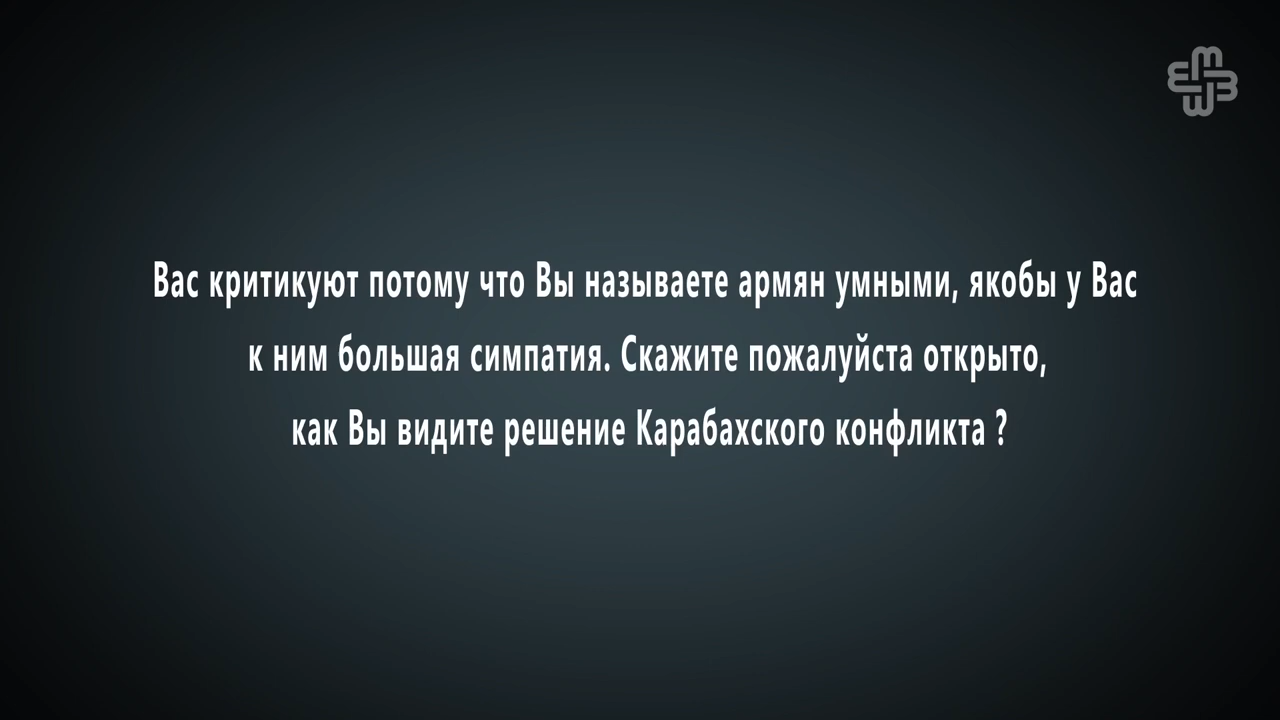 Вас критикуют потому что Вы называете армян умными, якобы у Вас
к ним большая симпатия. Скажите пожалуйста открыто,
как Вы видите решение Карабахского конфликта ?